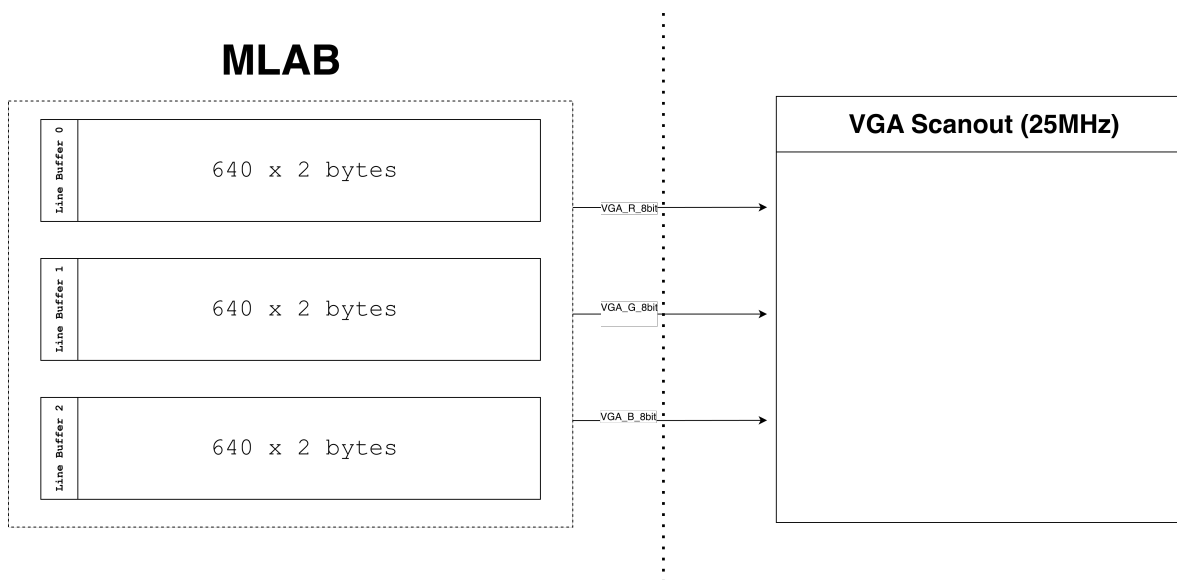 MLAB
VGA Scanout (25MHz)
Line Buffer 0
640 x 2 bytes
VGA_R_8bit
Line Buffer 1
640 x 2 bytes
VGA_G_8bit
Line Buffer 2
640 x 2 bytes
VGA_B_8bit